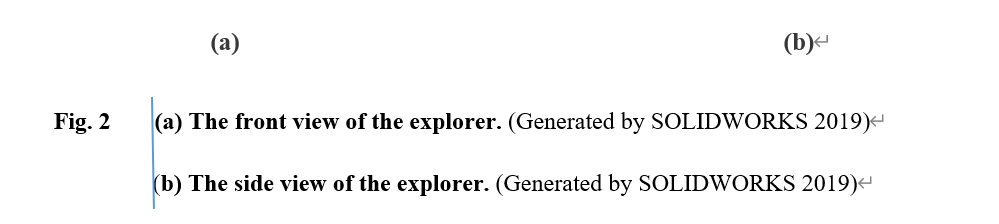 (a) (b)
Fig. 2 (a) The front view of the explorer. (Generated by SOLIDWORKS 2019)
(b) The side view of the explorer. (Generated by SOLIDWORKS 2019)